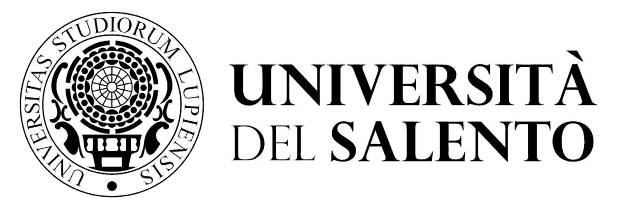 UNIVERSITAS STUDIORUM LUPIENSIS
UNIVERSITÀ
DEL SALENTO